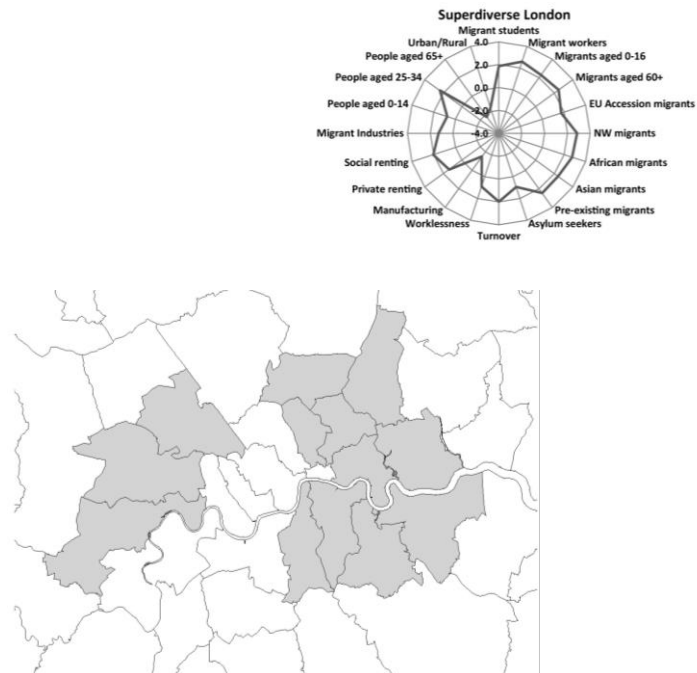 Superdiverse London
Migrant students
Migrant workers
Migrants aged 0-16
Migrants aged 60+
EU Accession migrants
NW migrants
African migrants
Asian migrants
Pre-existing migrants
Asylum seekers
Turnover
Worklessness
Manufacturing
Private renting
Social renting
Migrant Industries
People aged 0-14
People aged 25-34
People aged 65+
Urban/Rural
4.0
2.0
0.0
-2.0
-4.0